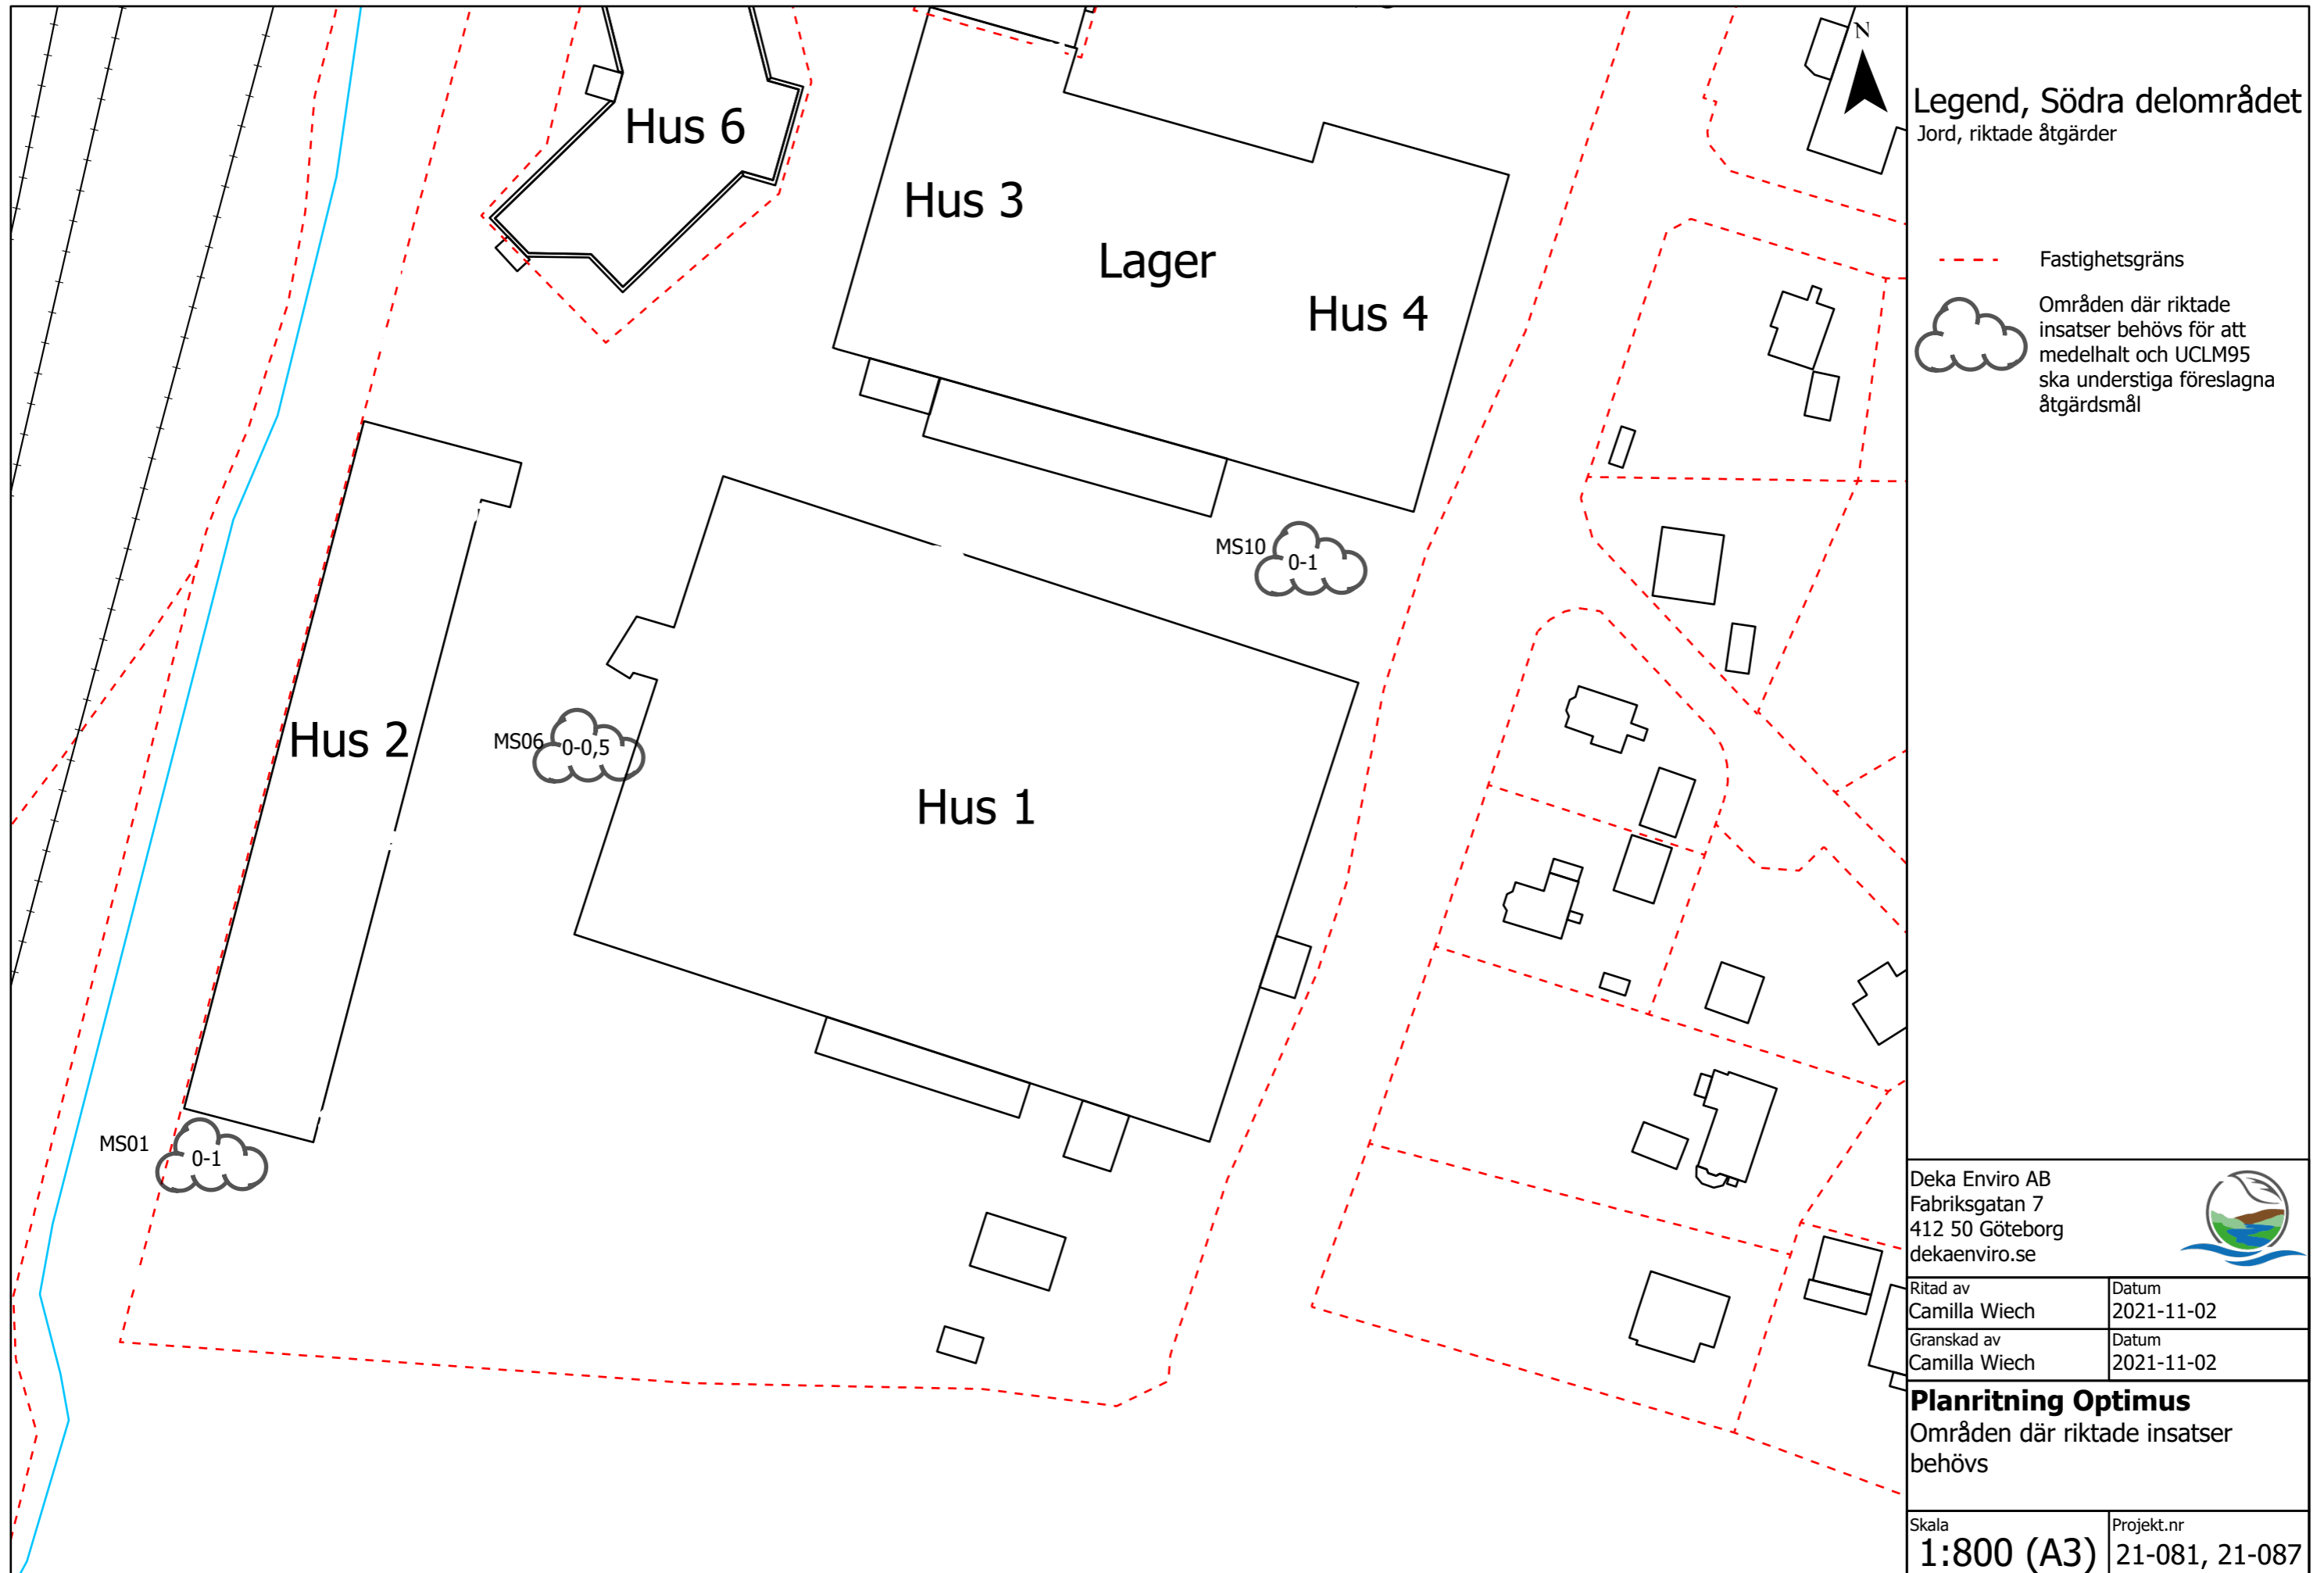 N
Hus 6
Hus 3
Lager
Hus 4
MS10
0-1
MS06
0-0,5
Hus 2
Hus 1
MS01
0-1
Legend, Södra delområdet
Jord, riktade åtgärder
Fastighetsgräns
Områden där riktade
insatser behövs för att
medelhalt och UCLM95
ska understiga föreslagna
åtgärdsmål
Deka Enviro AB
Fabriksgatan 7
412 50 Göteborg
dekaenviro.se
Ritad av
Camilla Wiech
Datum
2021-11-02
Granskad av
Camilla Wiech
Datum
2021-11-02
Planritning Optimus
Områden där riktade insatser
behövs
Skala
1:800 (A3)
Projekt.nr
21-081, 21-087